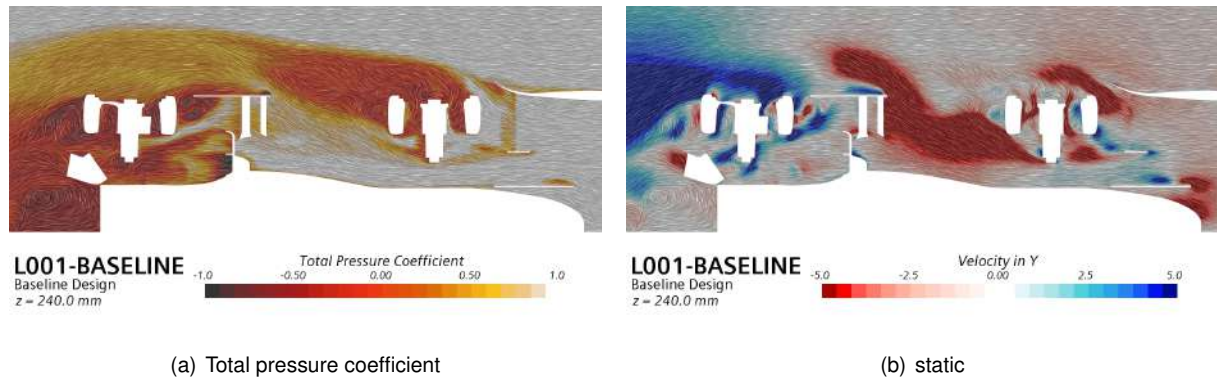 L001-BASELINE
Baseline Design
z = 240.0 mm
Total Pressure Coefficient
-1.0 -0.50 0.00 0.50 1.0
L001-BASELINE
Baseline Design
z = 240.0 mm
Velocity in Y
-5.0 -2.5 0.00 2.5 5.0
(a) Total pressure coefficient
(b) static